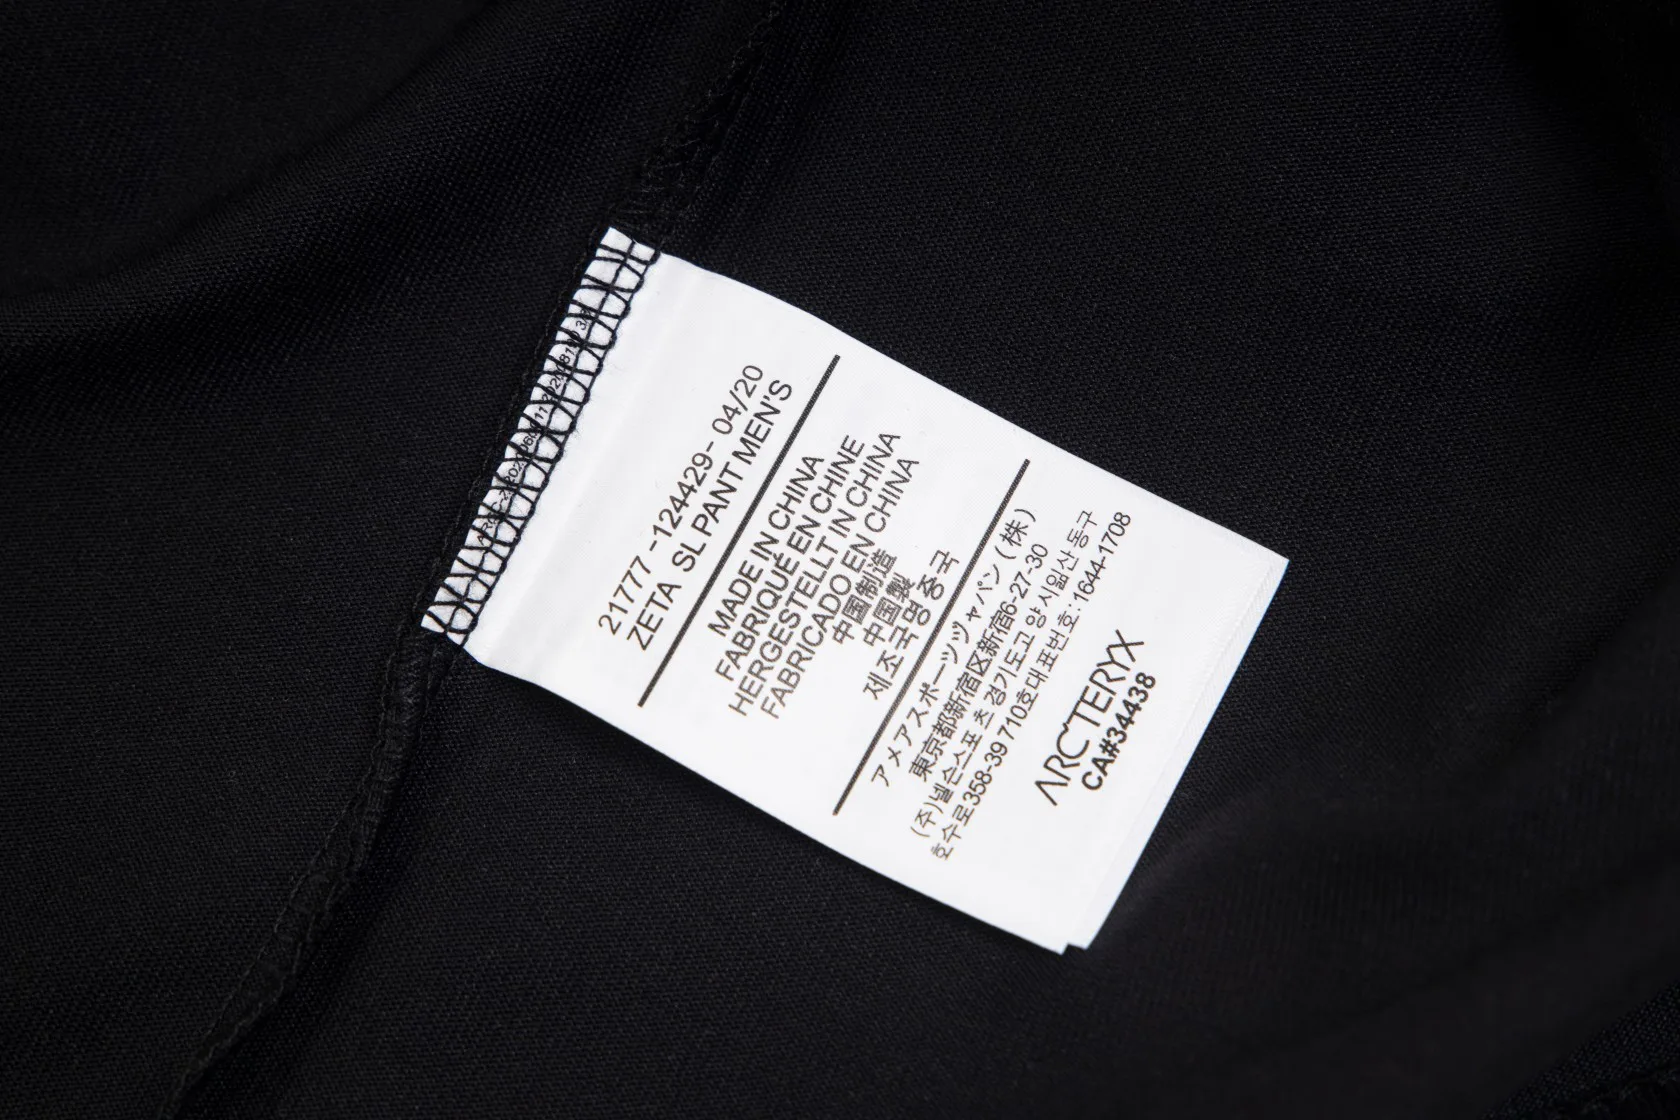 21777 -124429- 04/20
ZETA SL PANT MEN'S
MADE IN CHINA
FABRIQUÉ EN CHINE
HERGESTELLT IN CHINA
FABRICADO EN CHINA
中国制造
中国製
제조국명 중국
アメアスポーツッジャパン(株)
東京都新宿区新宿6-27-30
(주)넬슨스포 츠 경기도고 양 시일산 동구
호수로358-39 710호대표번호: 1644-1708
ARC'TERYX
CA#34438